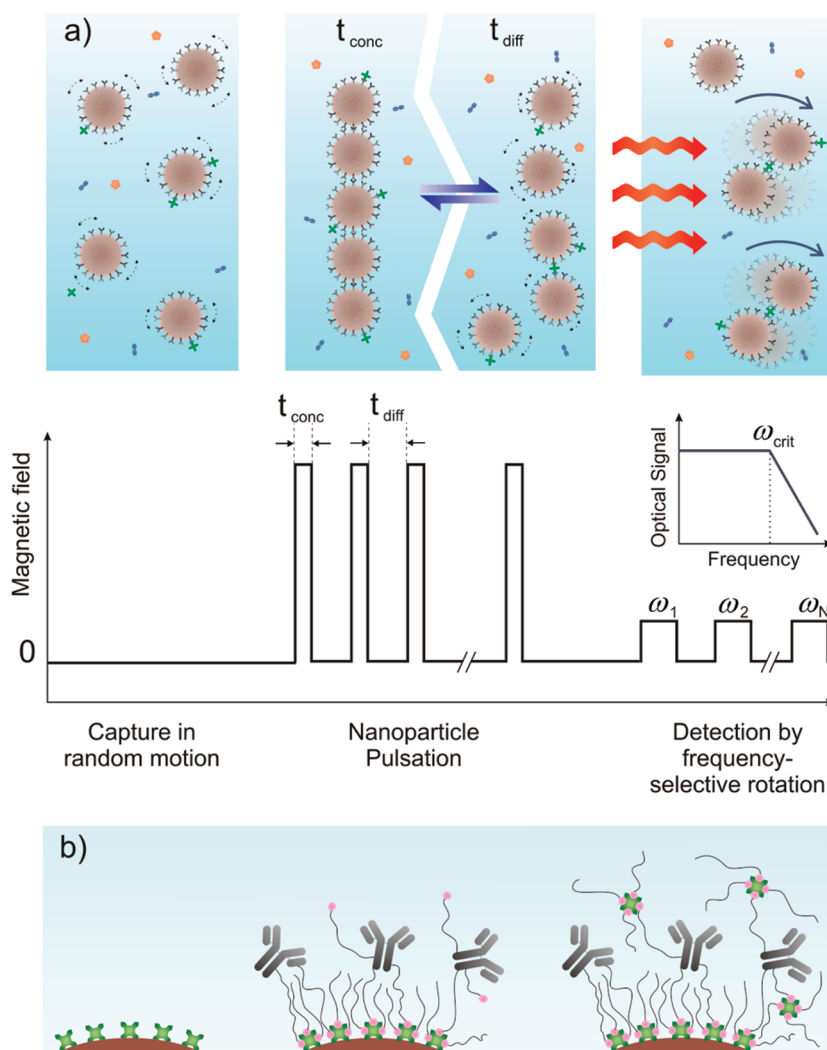 a)
t conc
t diff
t conc
t diff
Magnetic field
0
Optical Signal
ω crit
Frequency
ω 1
ω 2
ω N
Capture in
random motion
Nanoparticle
Pulsation
Detection by
frequency-
selective rotation
b)